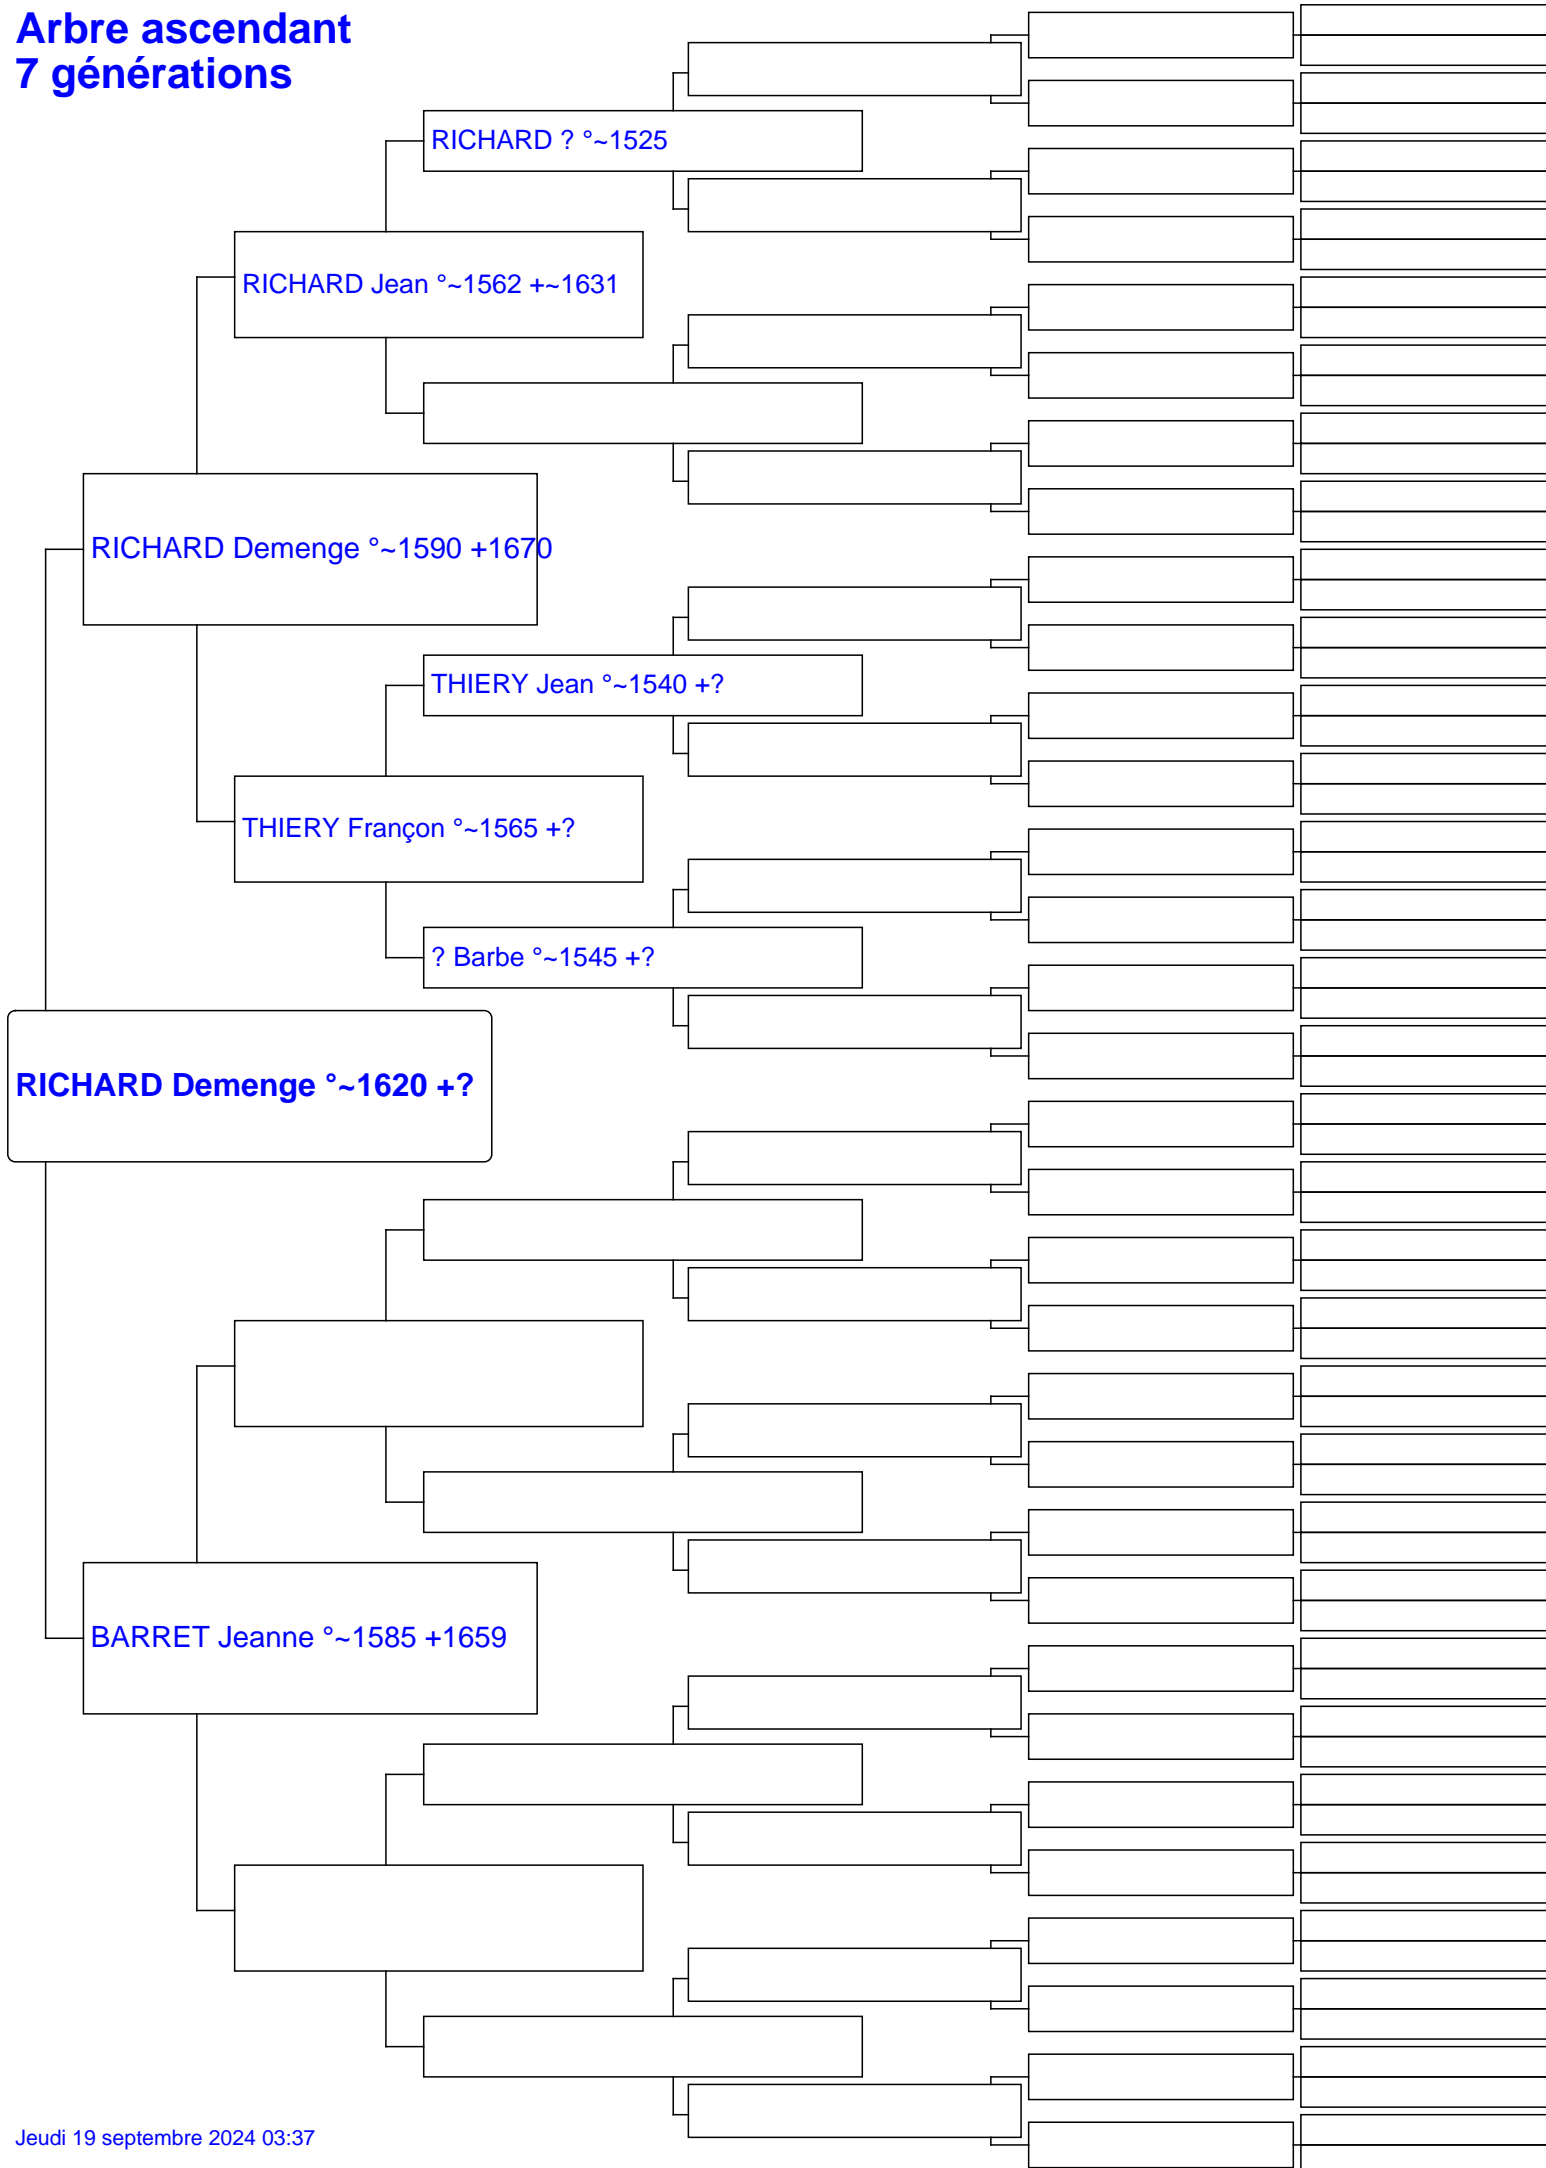 Arbre ascendant
7 générations
RICHARD ? °~1525
RICHARD Jean °~1562 +~1631
RICHARD Demenge °~1590 +1670
THIERY Jean °~1540 +?
THIERY Françon °~1565 +?
? Barbe °~1545 +?
RICHARD Demenge °~1620 +?
BARRET Jeanne °~1585 +1659
Jeudi 19 septembre 2024 03:37